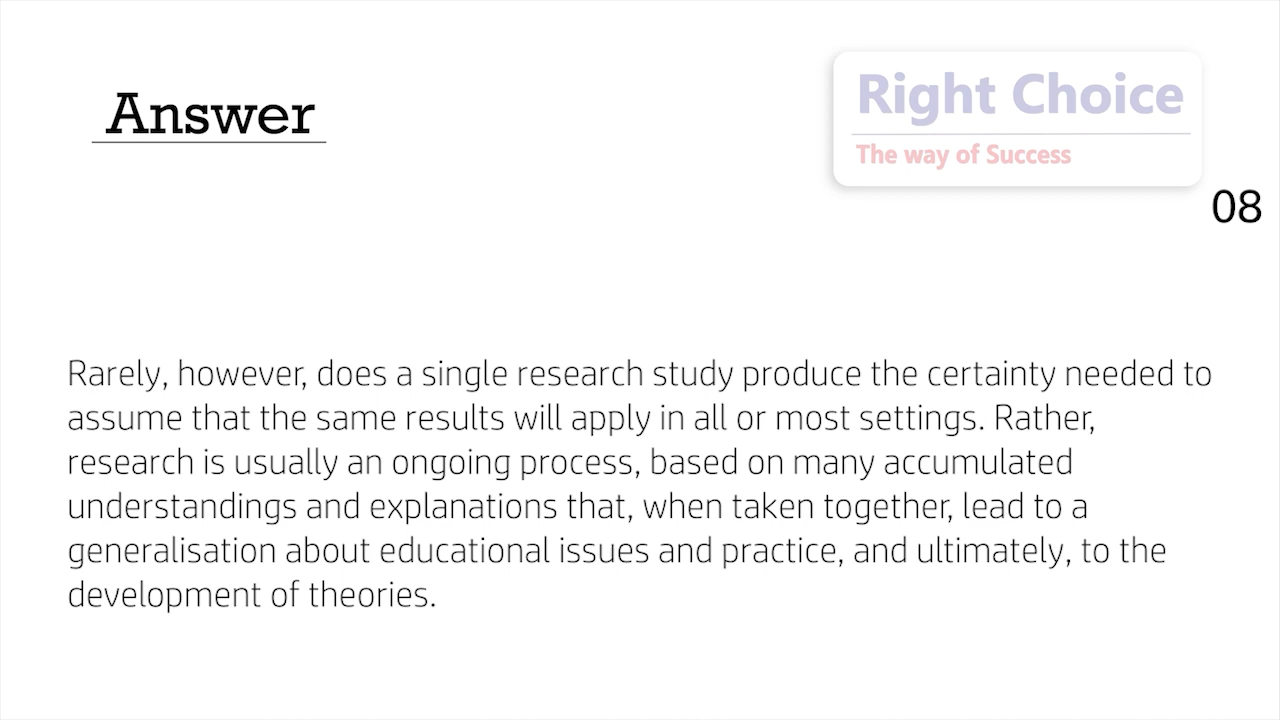 Answer
Right Choice
The way of Success
08
Rarely, however, does a single research study produce the certainty needed to
assume that the same results will apply in all or most settings. Rather,
research is usually an ongoing process, based on many accumulated
understandings and explanations that, when taken together, lead to a
generalisation about educational issues and practice, and ultimately, to the
development of theories.